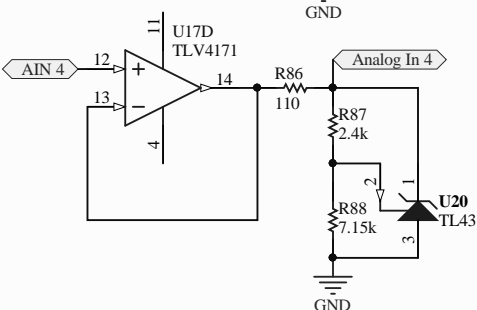 GND
11
U17D
TLV4171
AIN 4
12
Analog In 4
14
R86
110
13
4
R87
2.4k
2
1
R88
7.15k
U20
TL43
3
GND